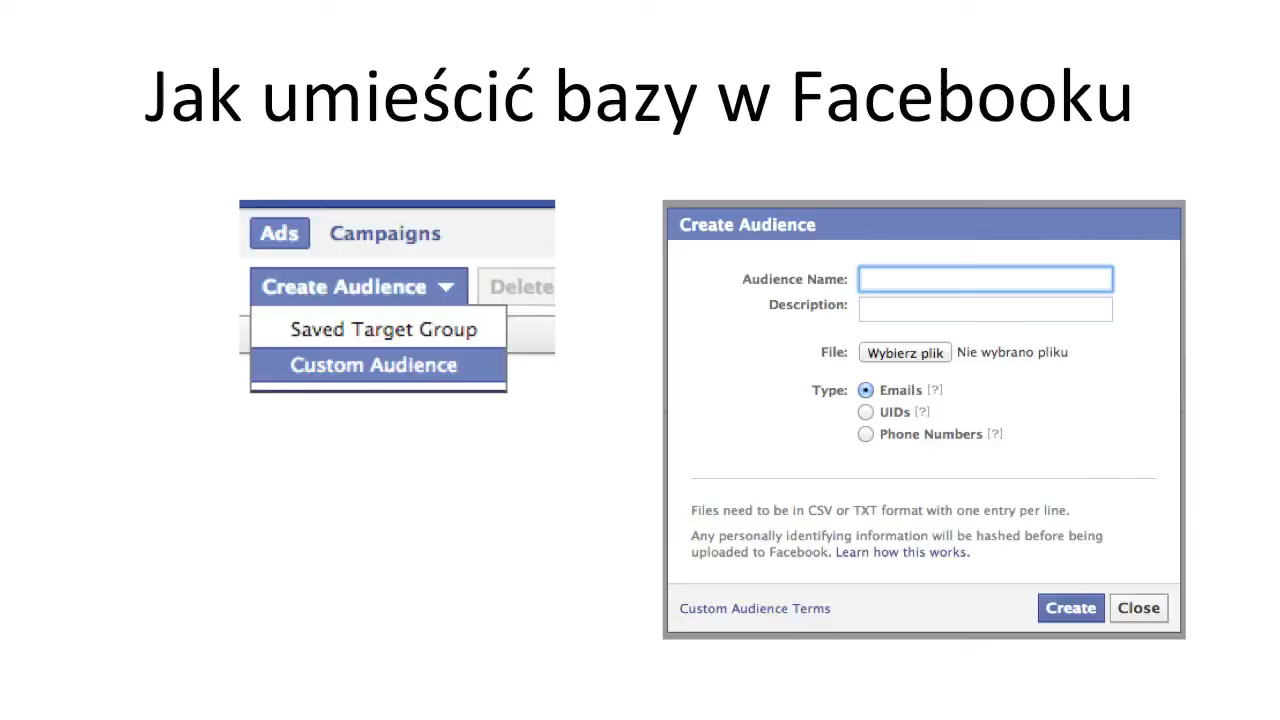 Jak umieścić bazy w Facebooku
Ads Campaigns
Create Audience Delete
Saved Target Group
Custom Audience
Create Audience
Audience Name:
Description:
File: Wybierz plik Nie wybrano pliku
Type: Emails [?]
UIDs [?]
Phone Numbers [?]
Files need to be in CSV or TXT format with one entry per line.
Any personally identifying information will be hashed before being
uploaded to Facebook. Learn how this works.
Custom Audience Terms Create Close